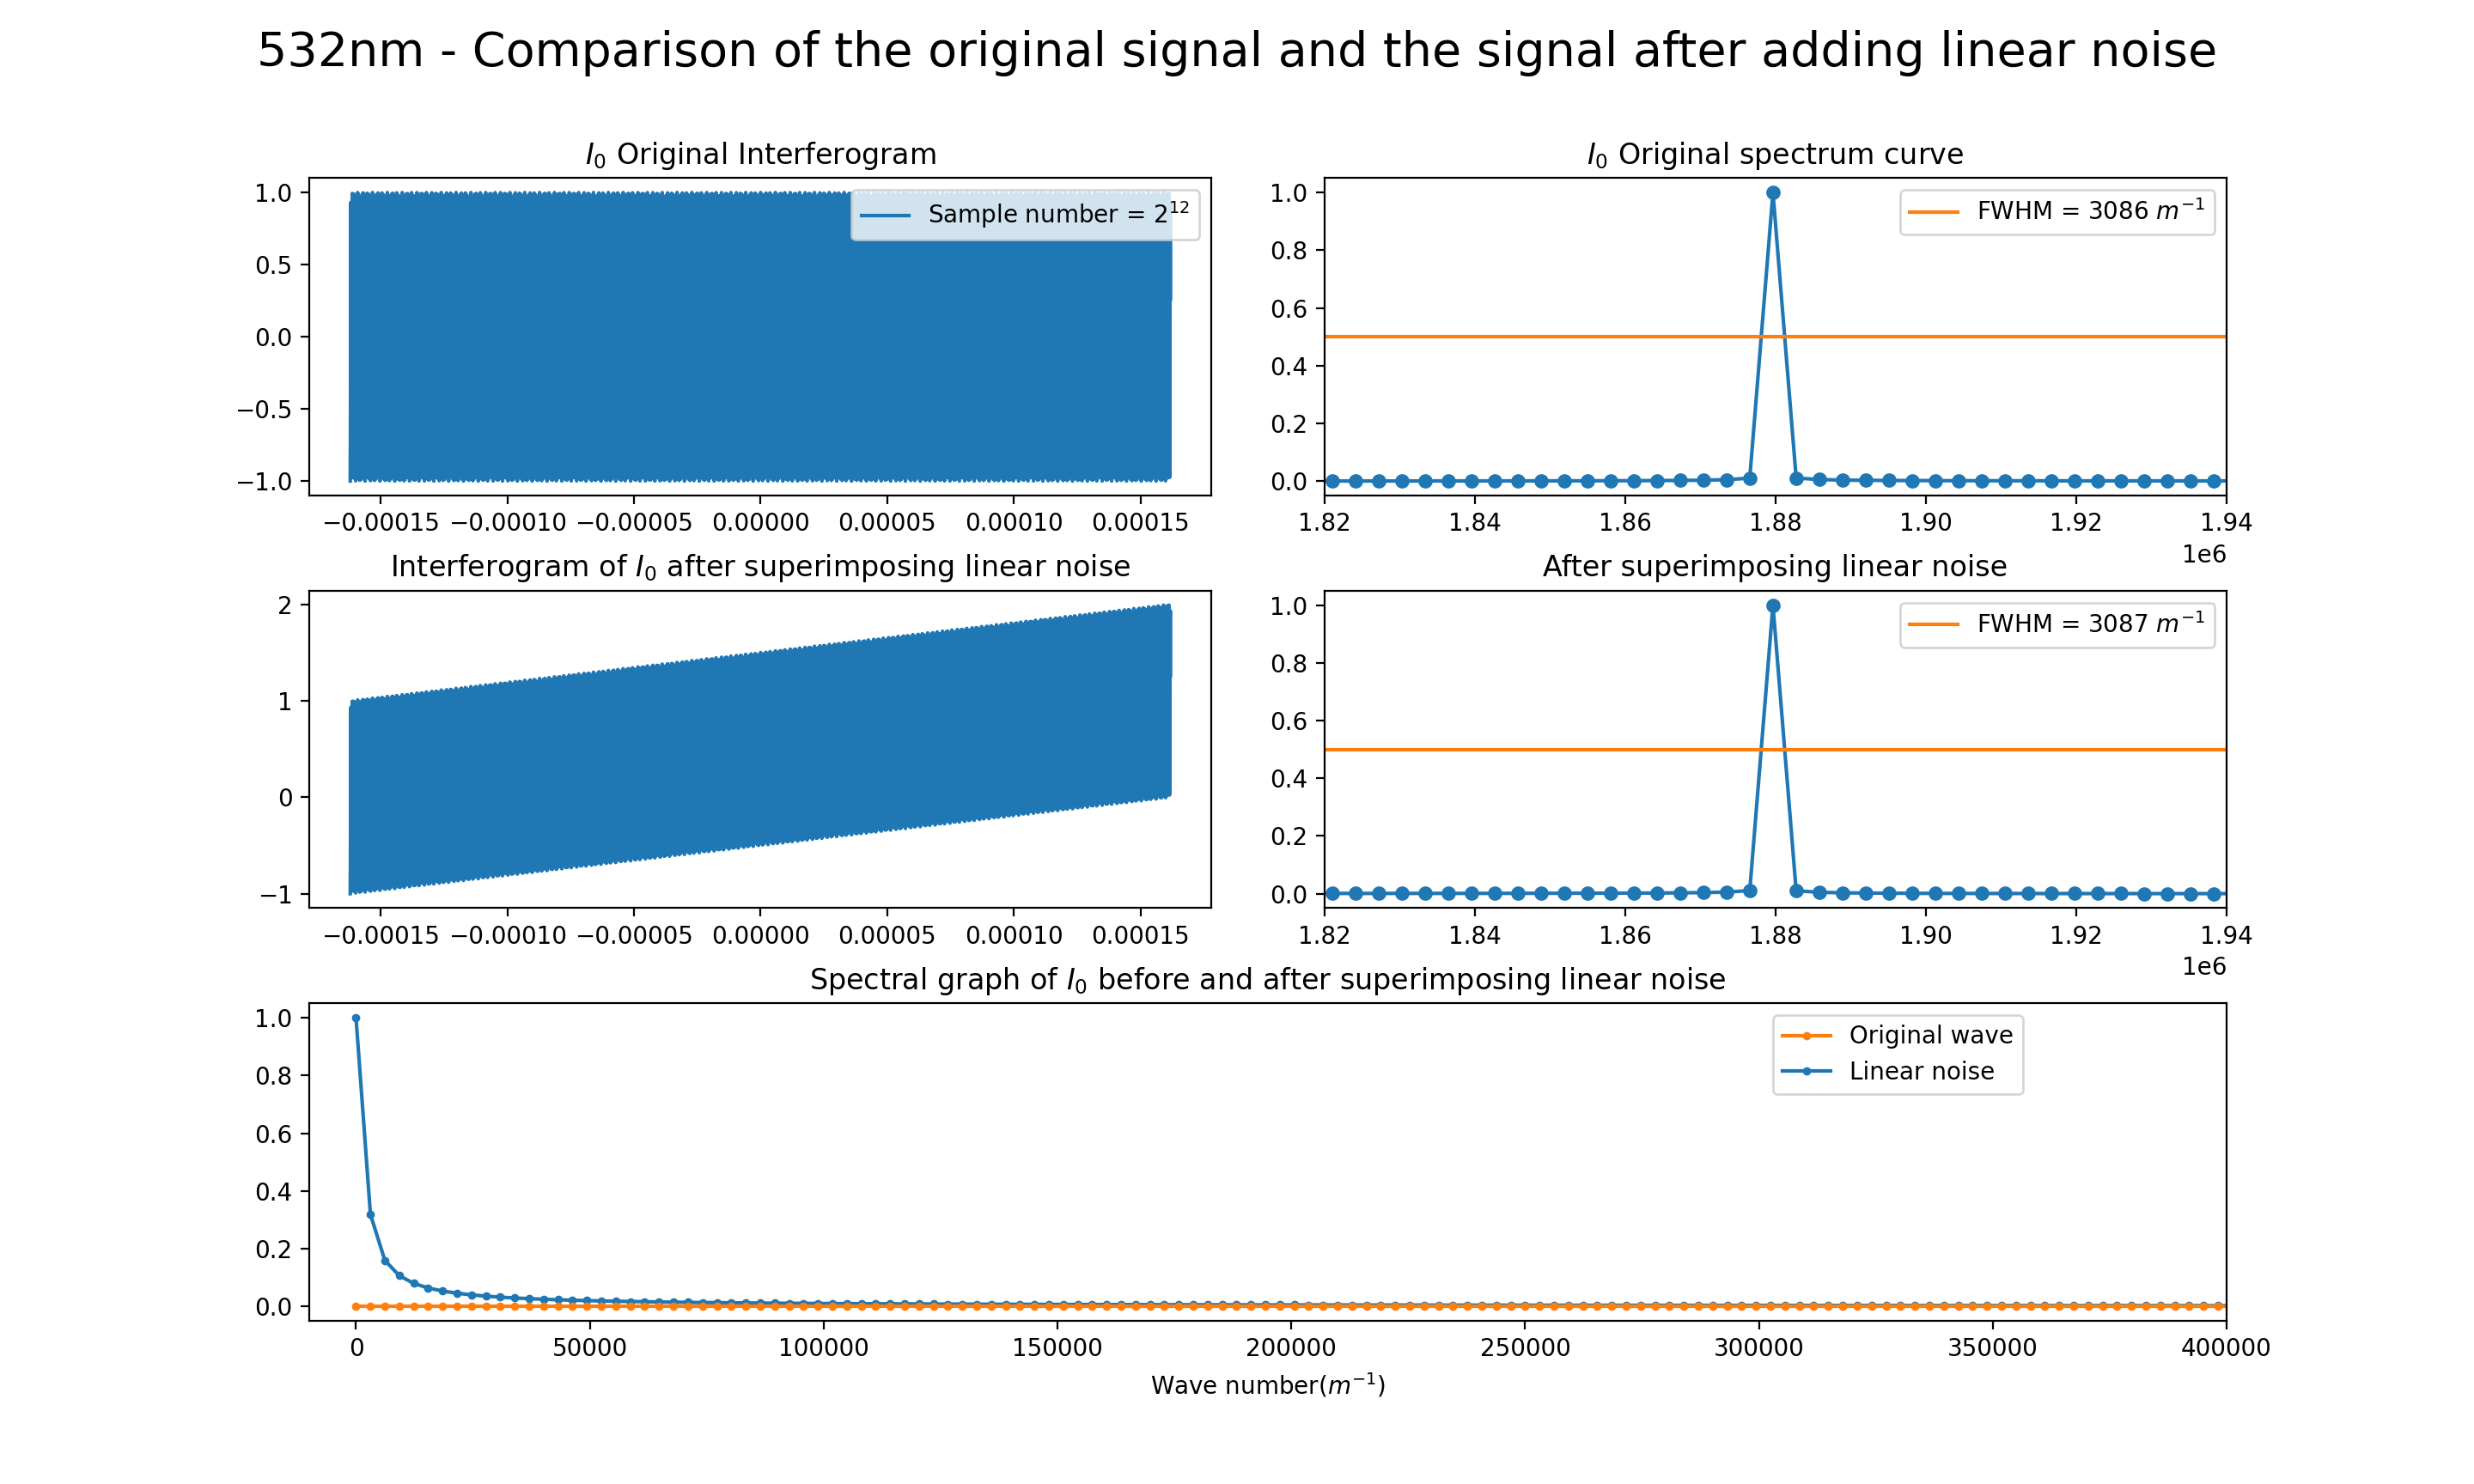 532nm - Comparison of the original signal and the signal after adding linear noise
I₀ Original Interferogram
1.0
0.5
0.0
−0.5
−1.0
Sample number = 2¹²
−0.00015 −0.00010 −0.00005 0.00000 0.00005 0.00010 0.00015
I₀ Original spectrum curve
1.0
0.8
0.6
0.4
0.2
0.0
FWHM = 3086 m⁻¹
1.82 1.84 1.86 1.88 1.90 1.92 1.94
1e6
Interferogram of I₀ after superimposing linear noise
2
1
0
−1
−0.00015 −0.00010 −0.00005 0.00000 0.00005 0.00010 0.00015
After superimposing linear noise
1.0
0.8
0.6
0.4
0.2
0.0
FWHM = 3087 m⁻¹
1.82 1.84 1.86 1.88 1.90 1.92 1.94
1e6
Spectral graph of I₀ before and after superimposing linear noise
1.0
0.8
0.6
0.4
0.2
0.0
Original wave
Linear noise
0 50000 100000 150000 200000 250000 300000 350000 400000
Wave number(m⁻¹)